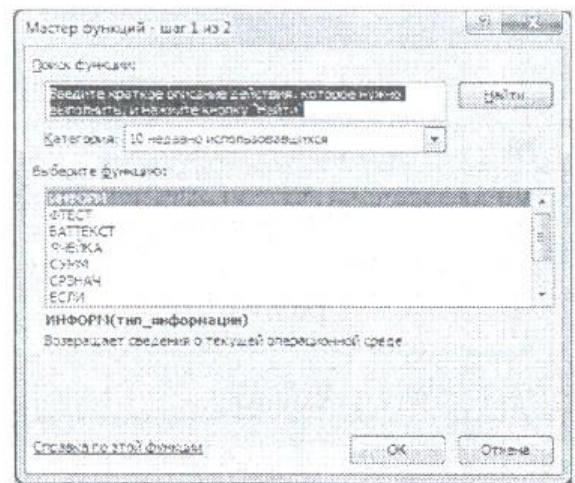 Мастер функций - шаг 1 из 2
Поиск функции:
Введите краткое описание действия, которое нужно
выполнить, и нажмите кнопку "Найти"
Найти
Категория: 10 недавно использовавшихся
Выберите функцию:
ИНФОРМ
ФТЕСТ
БАТТЕКСТ
ЯЧЕЙКА
СУММ
СРЗНАЧ
ЕСЛИ
ИНФОРМ(тип_информации)
Возвращает сведения о текущей операционной среде
Справка по этой функции
ОК
Отмена